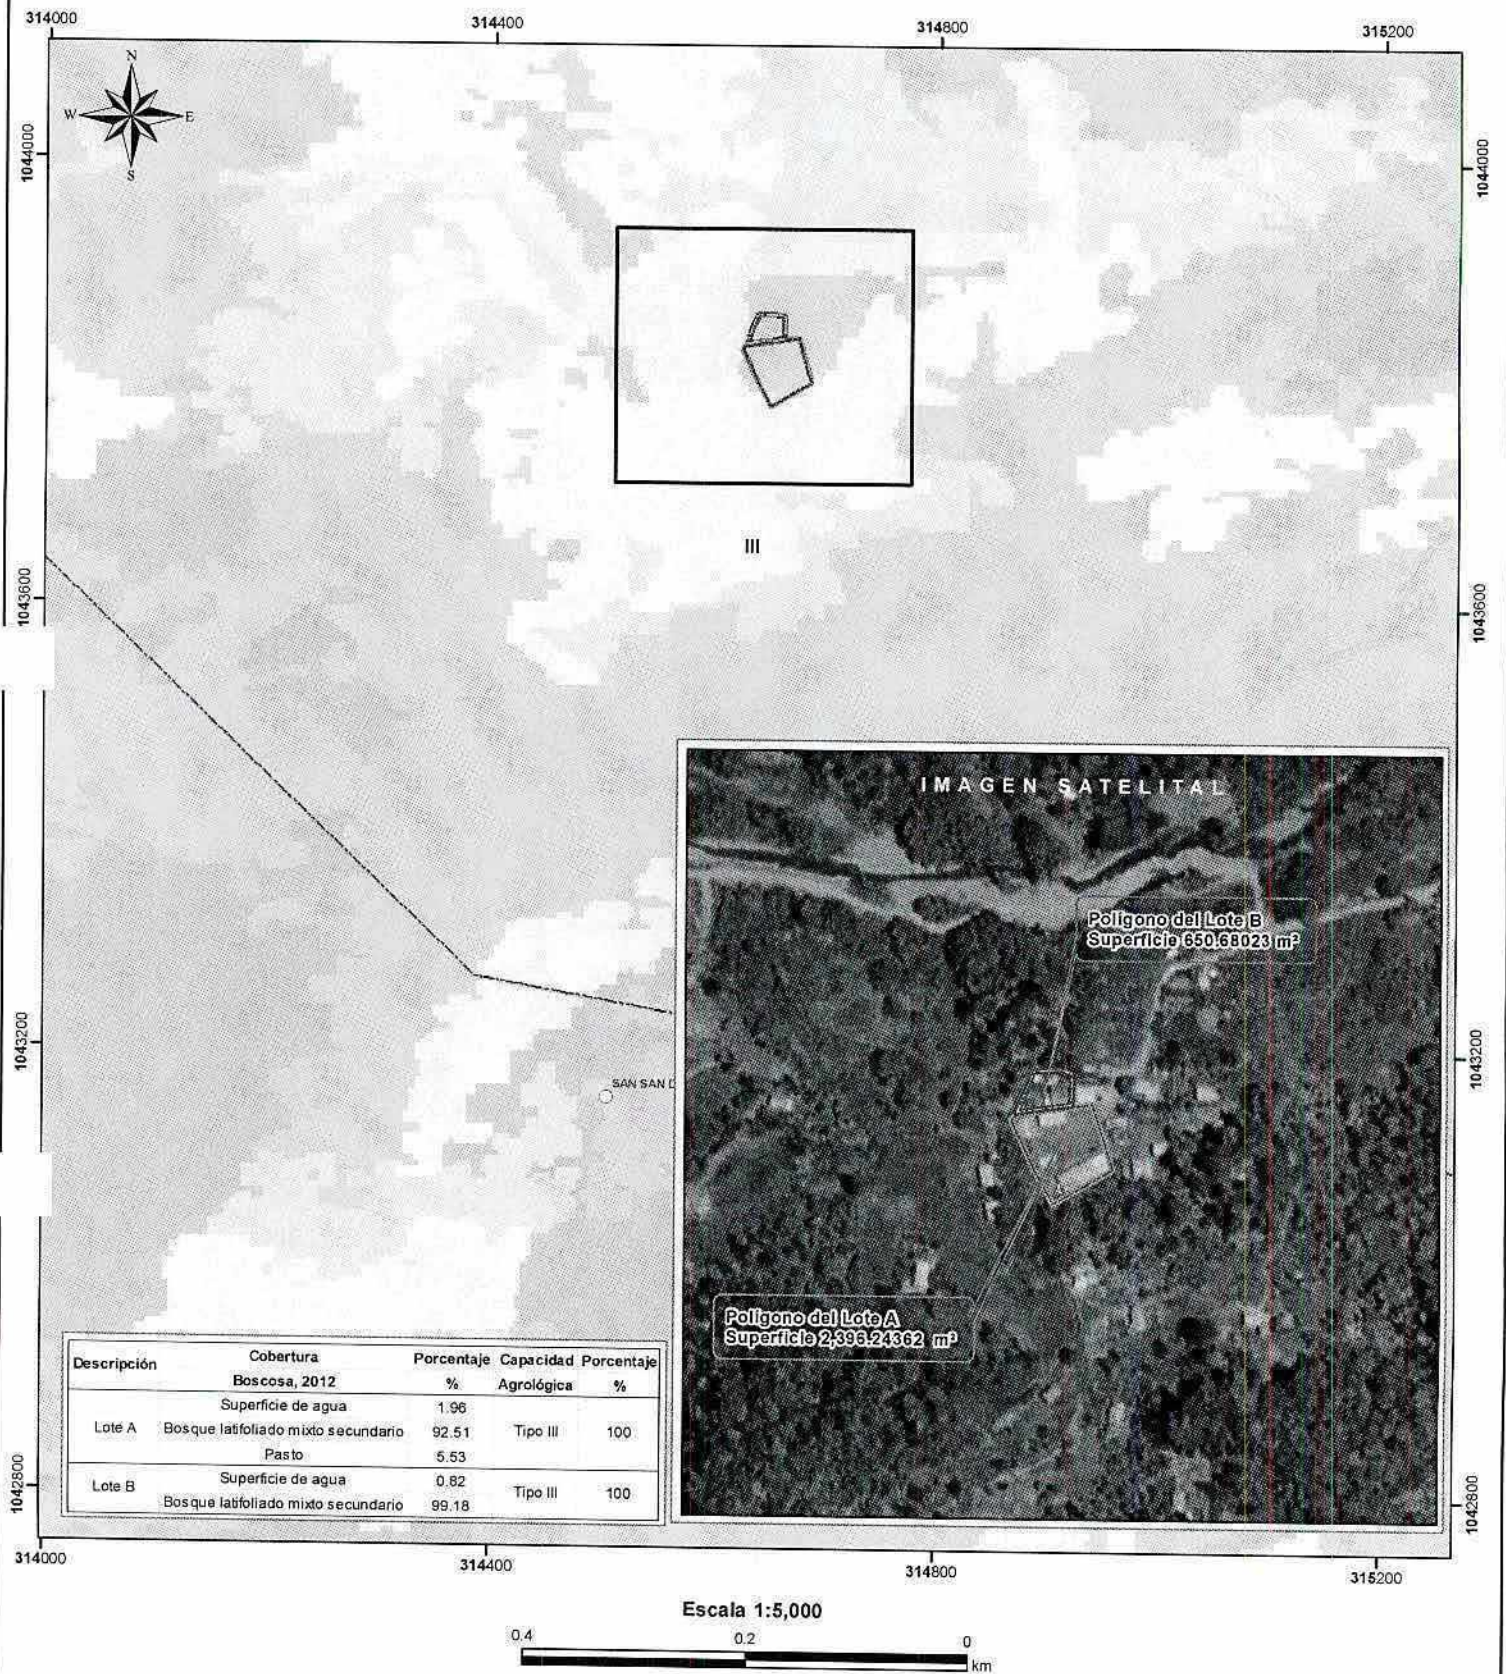 314000
314400
314800
315200
N
W
E
S
1044000
1044000
III
1043600
1043600
IMAGEN SATELITAL
Polígono del Lote B
Superficie 650.68023 m²
1043200
1043200
SAN SAN D
Polígono del Lote A
Superficie 2,396.24362 m²
Descripción Cobertura Boscosa, 2012 Porcentaje % Capacidad Agrológica Porcentaje %
Superficie de agua 1.96
Lote A Bosque latifoliado mixto secundario 92.51 Tipo III 100
Pasto 5.53
Lote B Superficie de agua 0.82 Tipo III 100
Bosque latifoliado mixto secundario 99.18
1042800
1042800
314000
314400
314800
315200
Escala 1:5,000
0.4 0.2 0
km